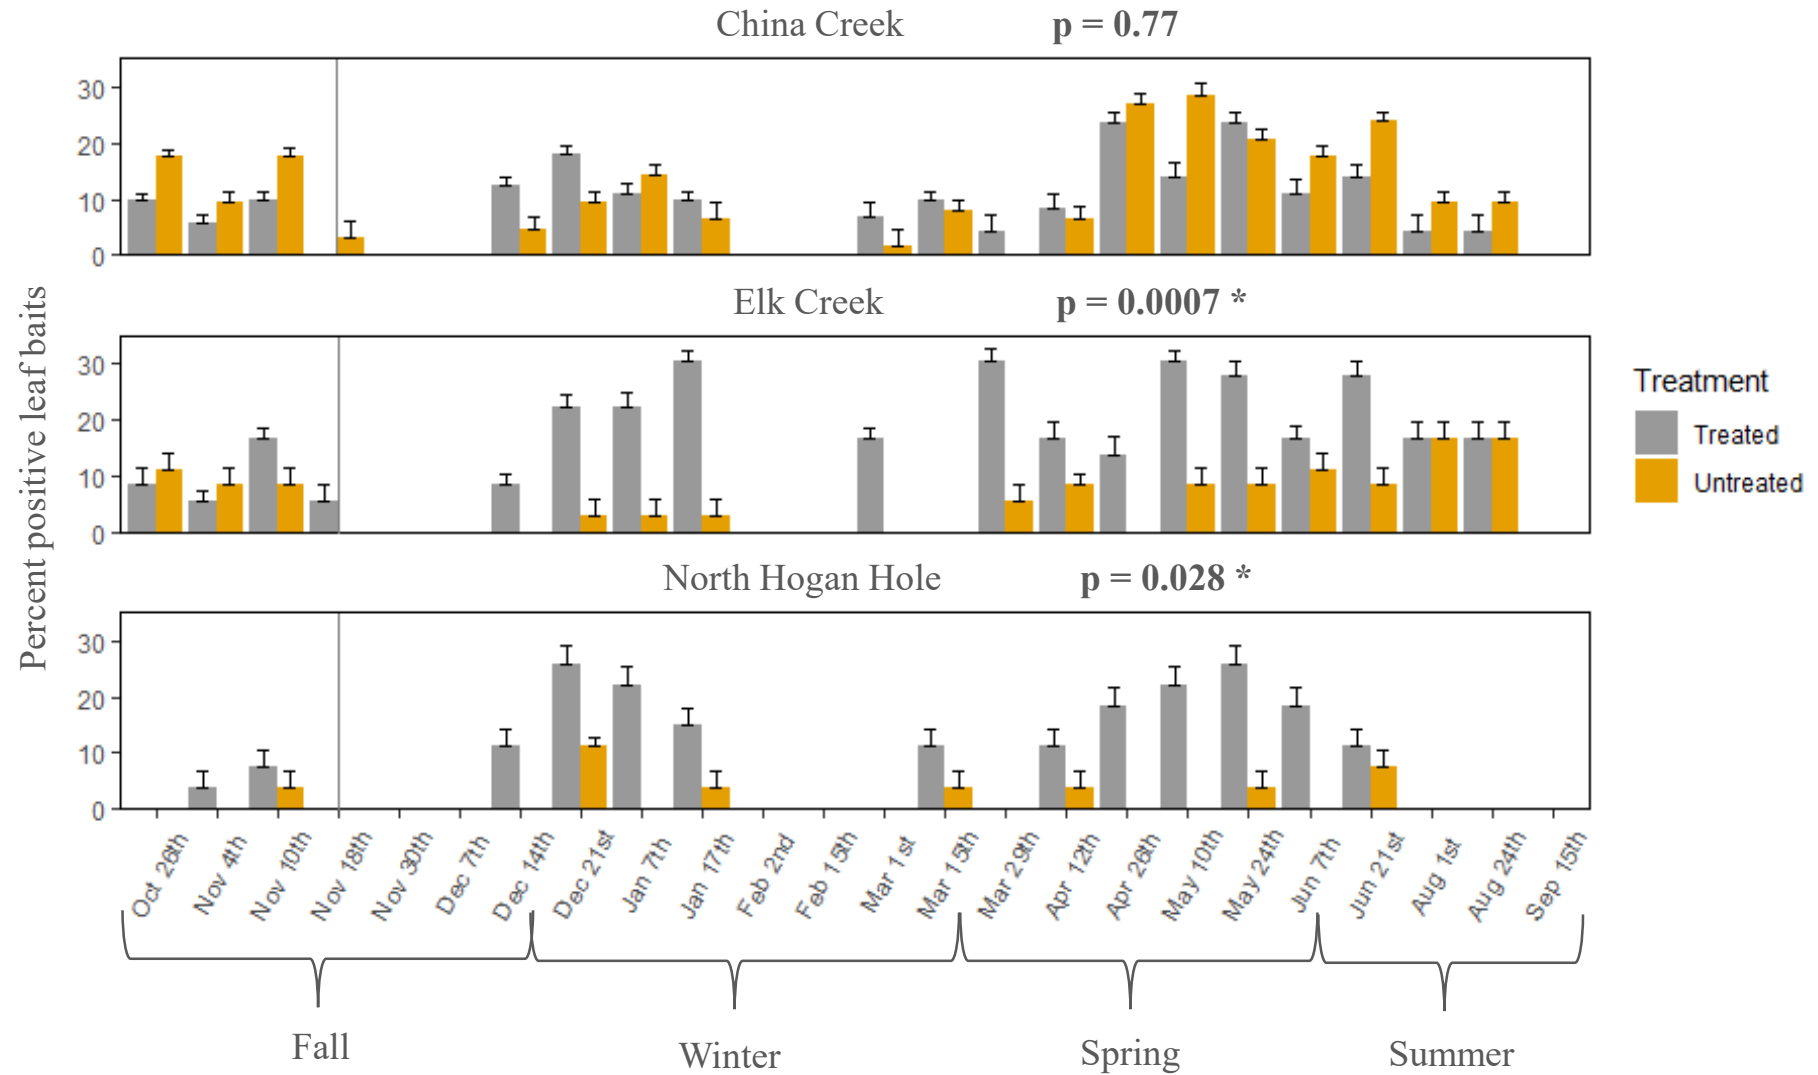 China Creek p = 0.77
30
20
10
0
Elk Creek p = 0.0007 *
30
20
10
0
North Hogan Hole p = 0.028 *
30
20
10
0
Percent positive leaf baits
Treatment
Treated
Untreated
Oct 26th
Nov 4th
Nov 10th
Nov 18th
Nov 30th
Dec 7th
Dec 14th
Dec 21st
Jan 7th
Jan 17th
Feb 2nd
Feb 15th
Mar 1st
Mar 15th
Mar 29th
Apr 12th
Apr 26th
May 10th
May 24th
Jun 7th
Jun 21st
Aug 1st
Aug 24th
Sep 15th
Fall
Winter
Spring
Summer